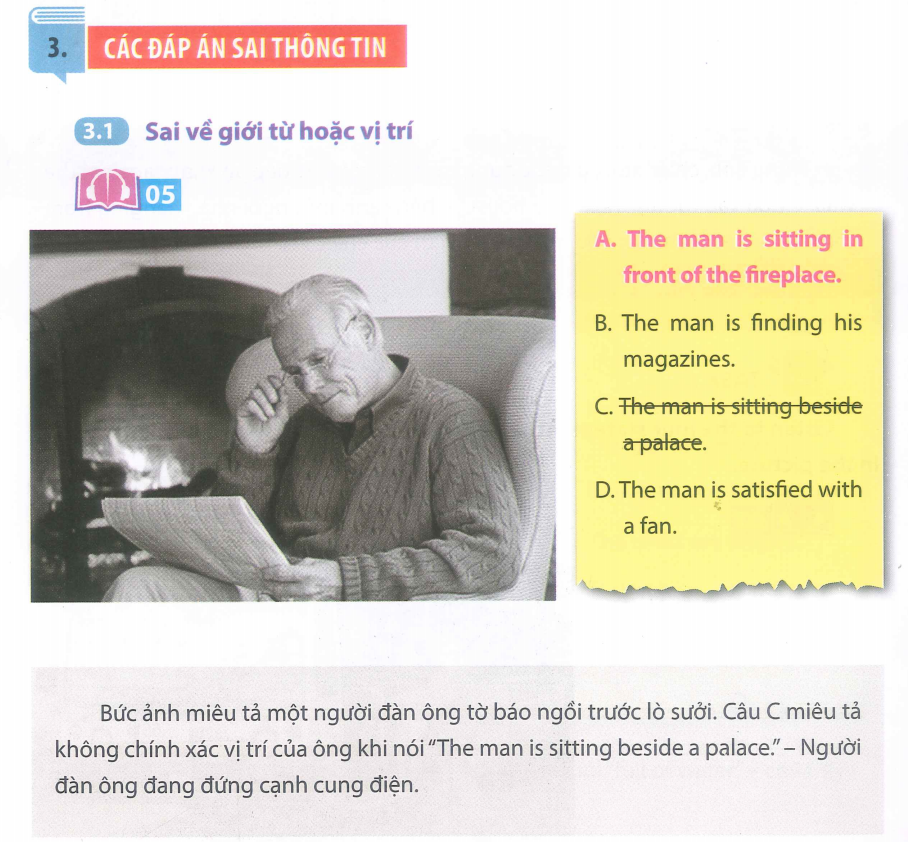 3.
CÁC ĐÁP ÁN SAI THÔNG TIN
3.1 Sai về giới từ hoặc vị trí
05
A. The man is sitting in
front of the fireplace.
B. The man is finding his
magazines.
C. The man is sitting beside
a palace.
D. The man is satisfied with
a fan.
Bức ảnh miêu tả một người đàn ông tờ báo ngồi trước lò sưởi. Câu C miêu tả
không chính xác vị trí của ông khi nói “The man is sitting beside a palace.” – Người
đàn ông đang đứng cạnh cung điện.